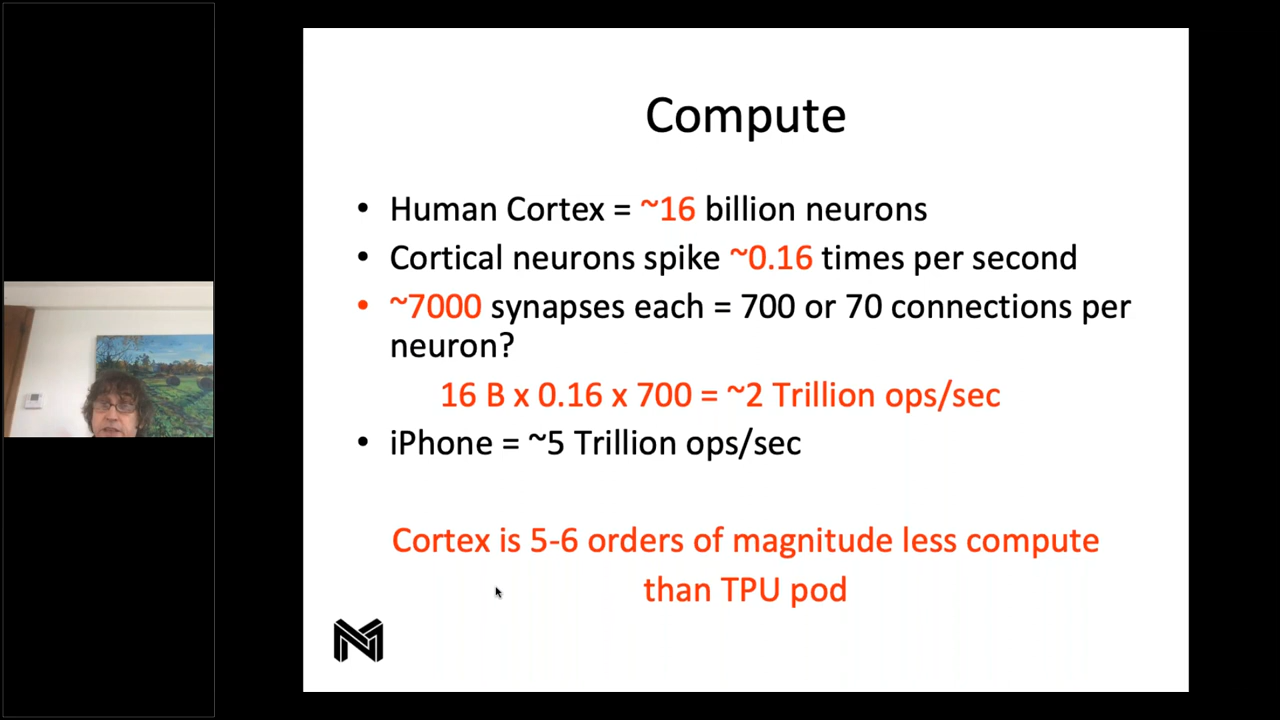 Compute
• Human Cortex = ~16 billion neurons
• Cortical neurons spike ~0.16 times per second
• ~7000 synapses each = 700 or 70 connections per
neuron?
16 B x 0.16 x 700 = ~2 Trillion ops/sec
• iPhone = ~5 Trillion ops/sec
Cortex is 5-6 orders of magnitude less compute
than TPU pod